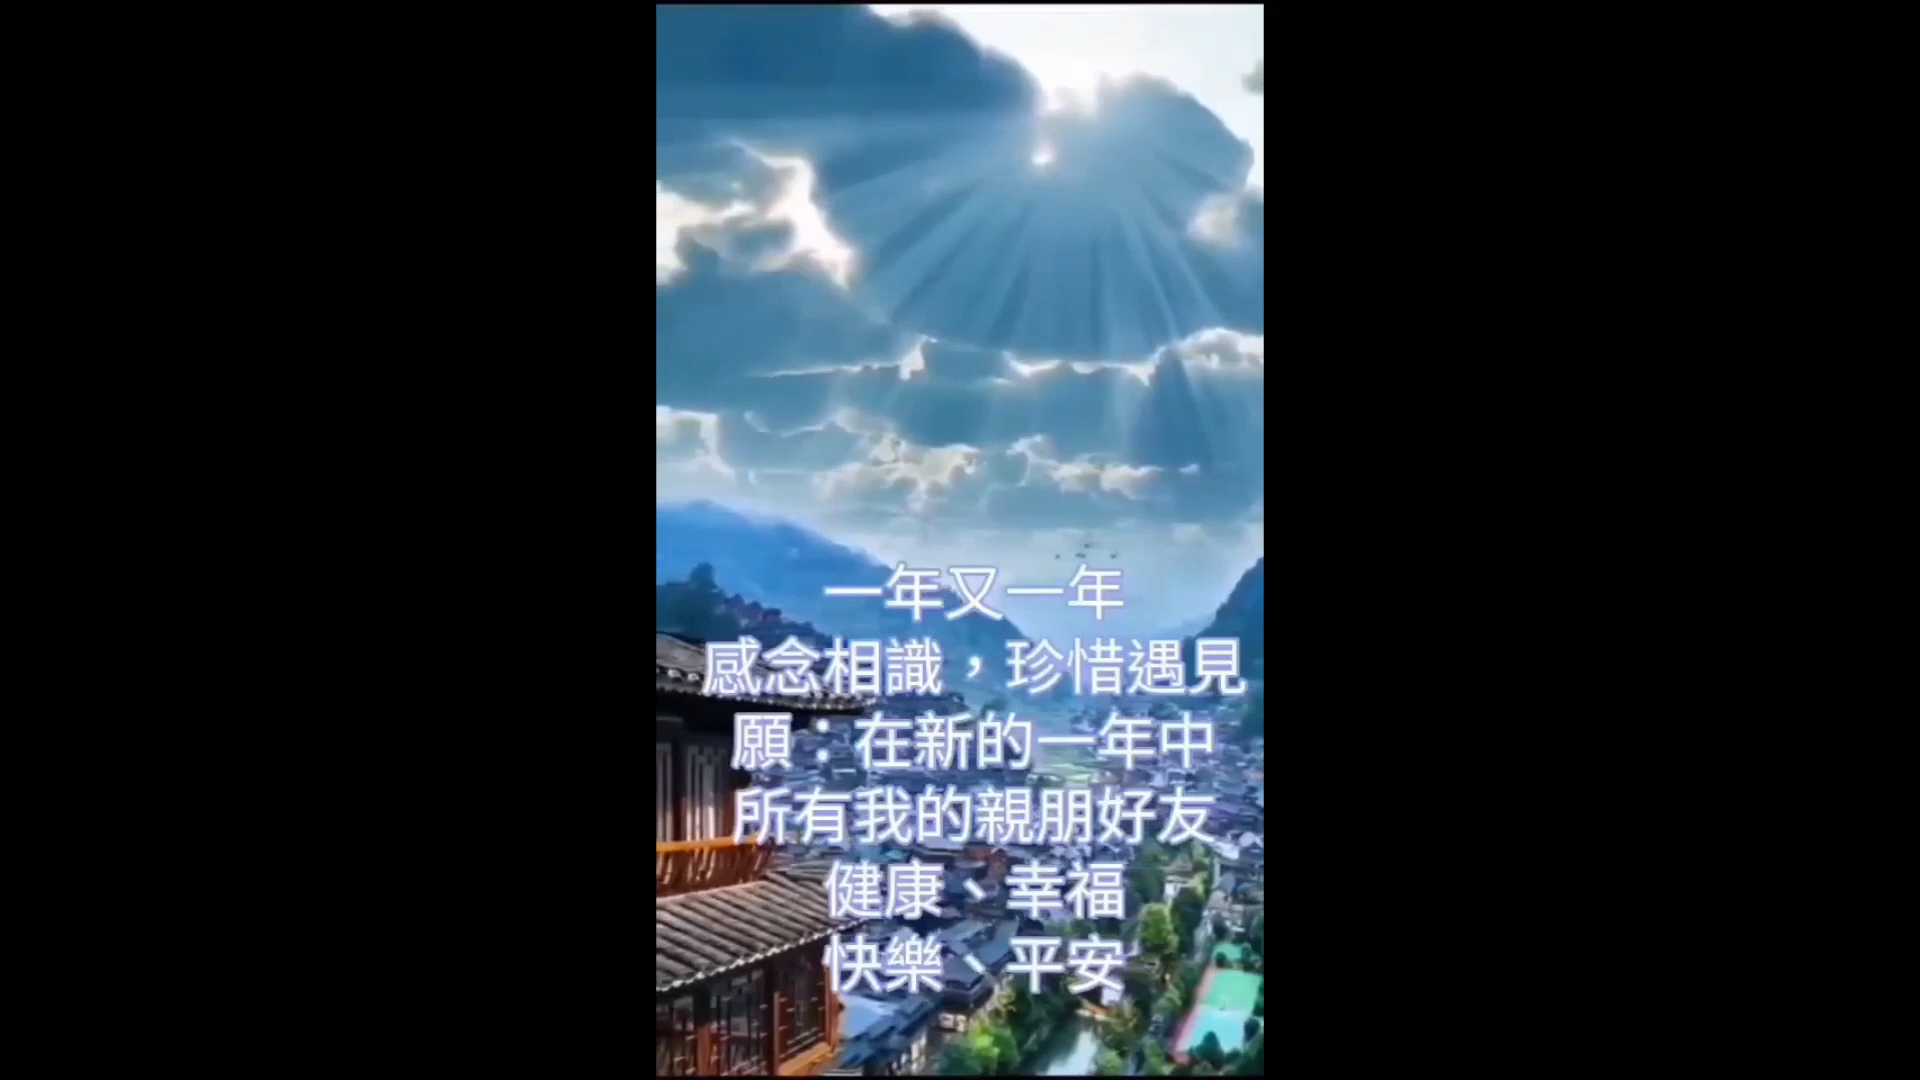 一年又一年
感念相識，珍惜遇見
願：在新的一年中
所有我的親朋好友
健康、幸福
快樂、平安